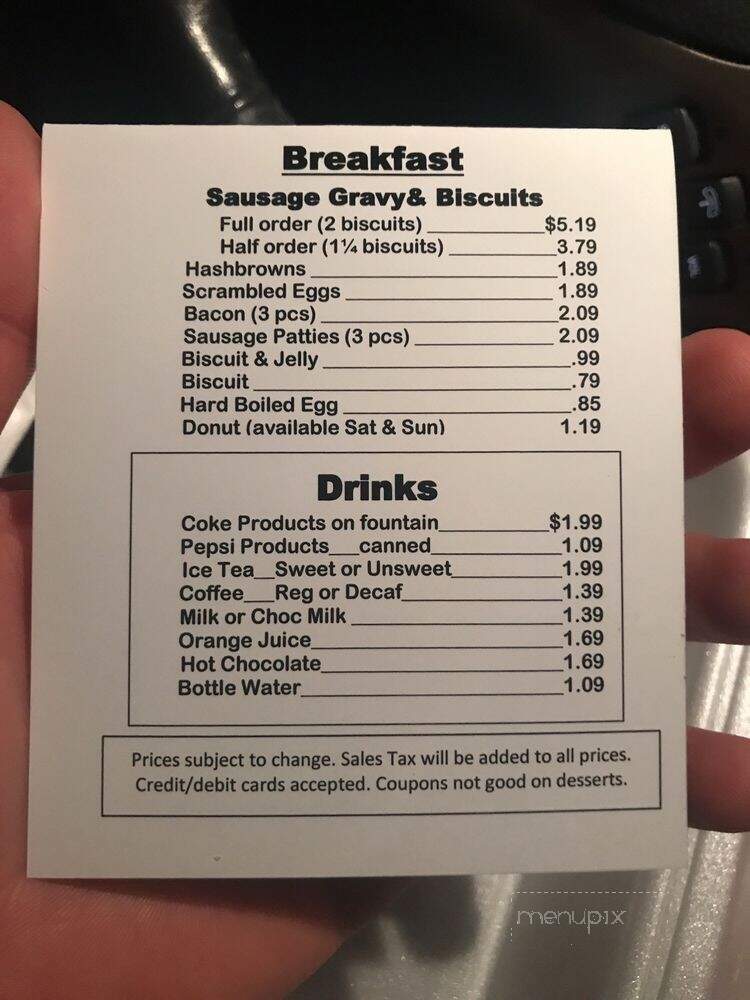 Breakfast
Sausage Gravy& Biscuits
Full order (2 biscuits) $5.19
Half order (1¼ biscuits) 3.79
Hashbrowns 1.89
Scrambled Eggs 1.89
Bacon (3 pcs) 2.09
Sausage Patties (3 pcs) 2.09
Biscuit & Jelly .99
Biscuit .79
Hard Boiled Egg .85
Donut (available Sat & Sun) 1.19
Drinks
Coke Products on fountain $1.99
Pepsi Products canned 1.09
Ice Tea Sweet or Unsweet 1.99
Coffee Reg or Decaf 1.39
Milk or Choc Milk 1.39
Orange Juice 1.69
Hot Chocolate 1.69
Bottle Water 1.09
Prices subject to change. Sales Tax will be added to all prices.
Credit/debit cards accepted. Coupons not good on desserts.
menupix